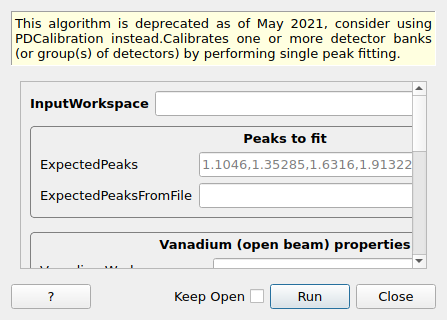 This algorithm is deprecated as of May 2021, consider using
PDCalibration instead.Calibrates one or more detector banks
(or group(s) of detectors) by performing single peak fitting.
InputWorkspace
Peaks to fit
ExpectedPeaks 1.1046,1.35285,1.6316,1.91322
ExpectedPeaksFromFile
Vanadium (open beam) properties
? Keep Open Run Close